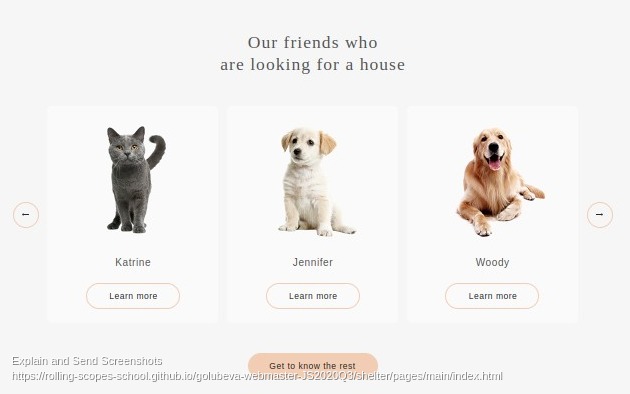 Our friends who
are looking for a house
←
→
Katrine
Jennifer
Woody
Learn more
Learn more
Learn more
Get to know the rest
Explain and Send Screenshots
https://rolling-scopes-school.github.io/golubeva-webmaster-JS2020Q3/shelter/pages/main/index.html